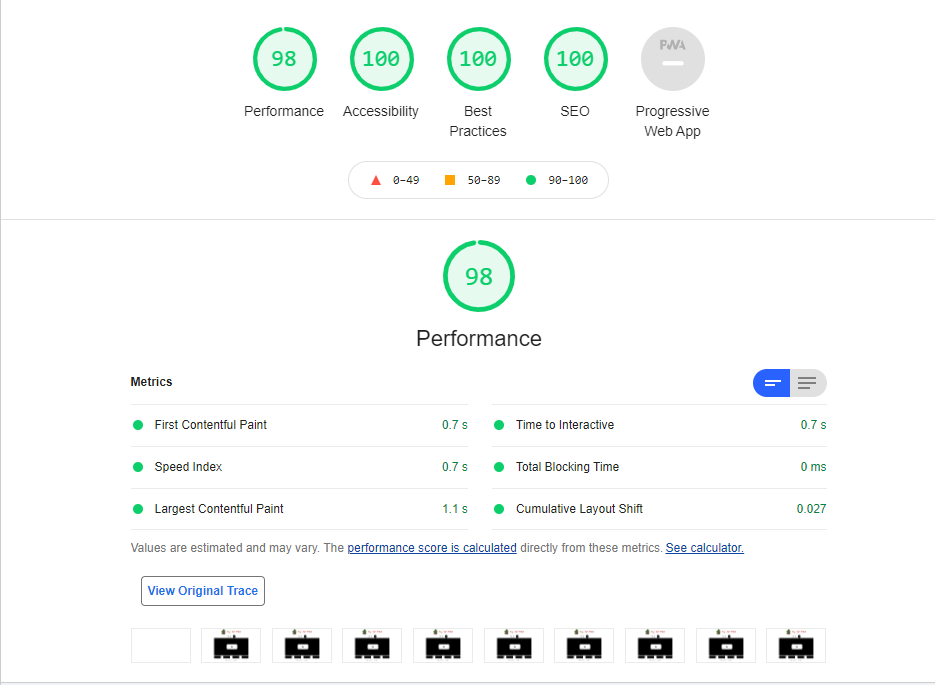 98 100 100 100 PWA
Performance Accessibility Best Practices SEO Progressive Web App
0–49 50–89 90–100
98
Performance
Metrics
First Contentful Paint 0.7 s
Time to Interactive 0.7 s
Speed Index 0.7 s
Total Blocking Time 0 ms
Largest Contentful Paint 1.1 s
Cumulative Layout Shift 0.027
Values are estimated and may vary. The performance score is calculated directly from these metrics. See calculator.
View Original Trace